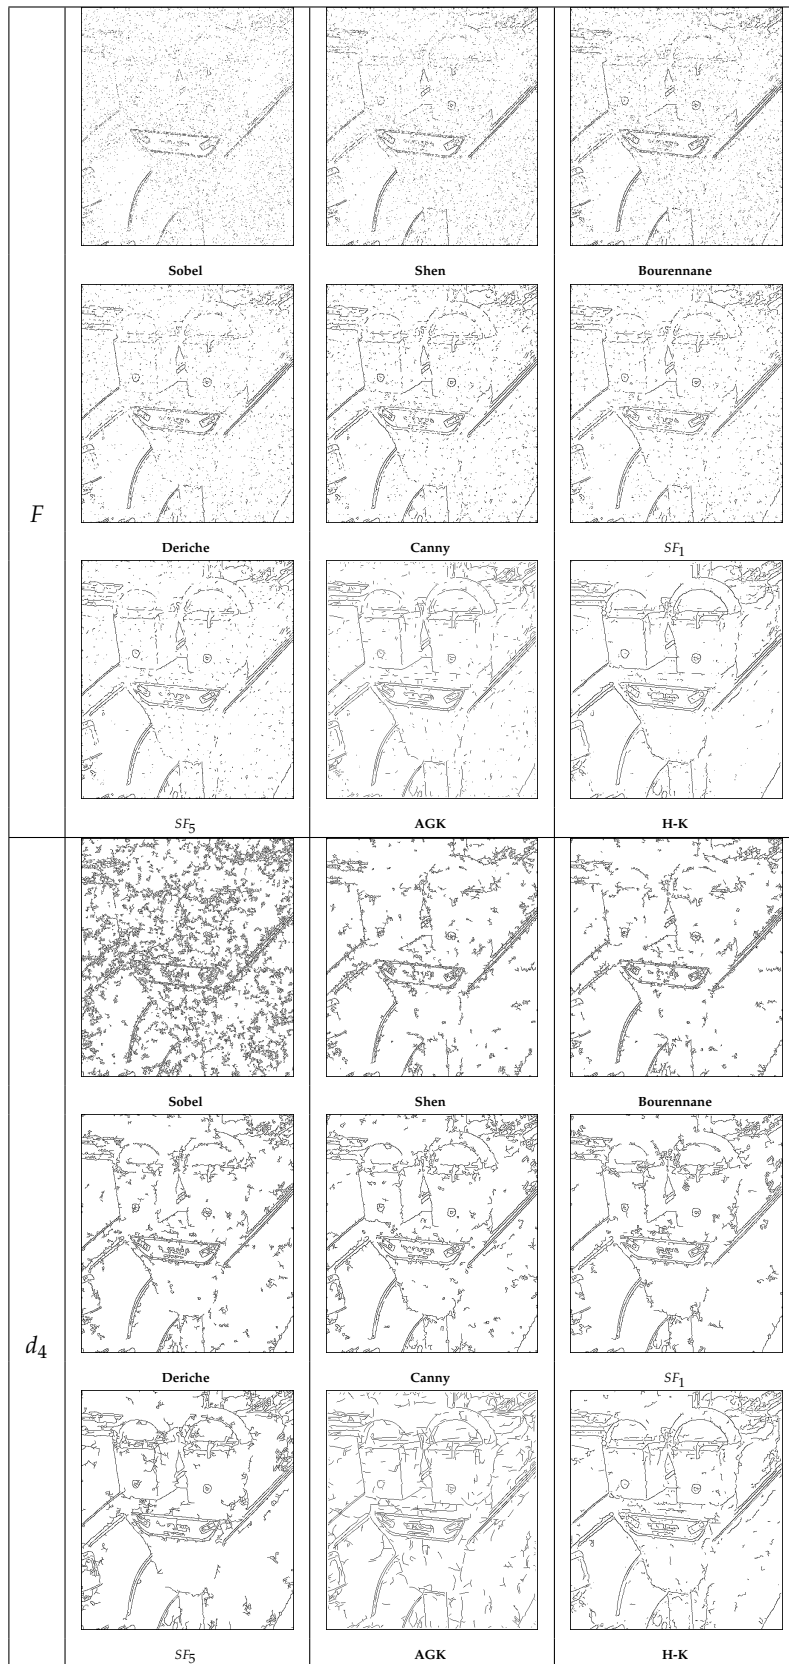 Sobel Shen Bourennane
Deriche Canny SF1
F
SF5 AGK H-K
Sobel Shen Bourennane
Deriche Canny SF1
d4
SF5 AGK H-K